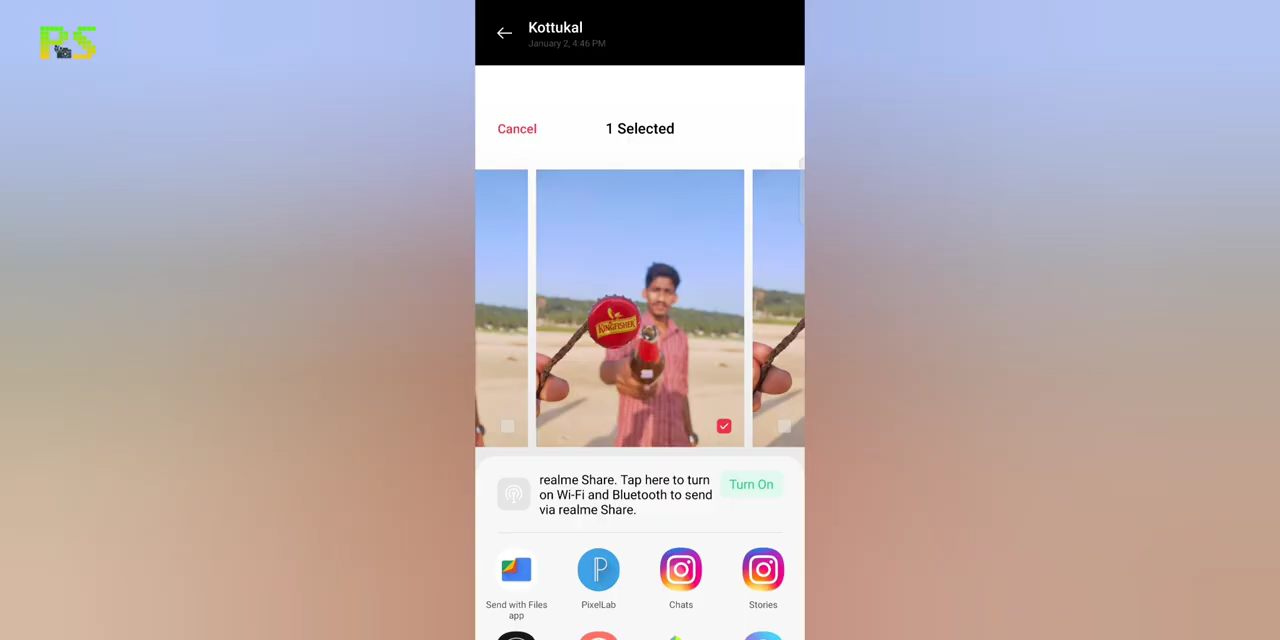 PS
Kottukal
January 2, 4:46 PM
Cancel
1 Selected
KINGFISHER
realme Share. Tap here to turn
on Wi-Fi and Bluetooth to send
via realme Share.
Turn On
Send with Files
app
PixelLab
Chats
Stories